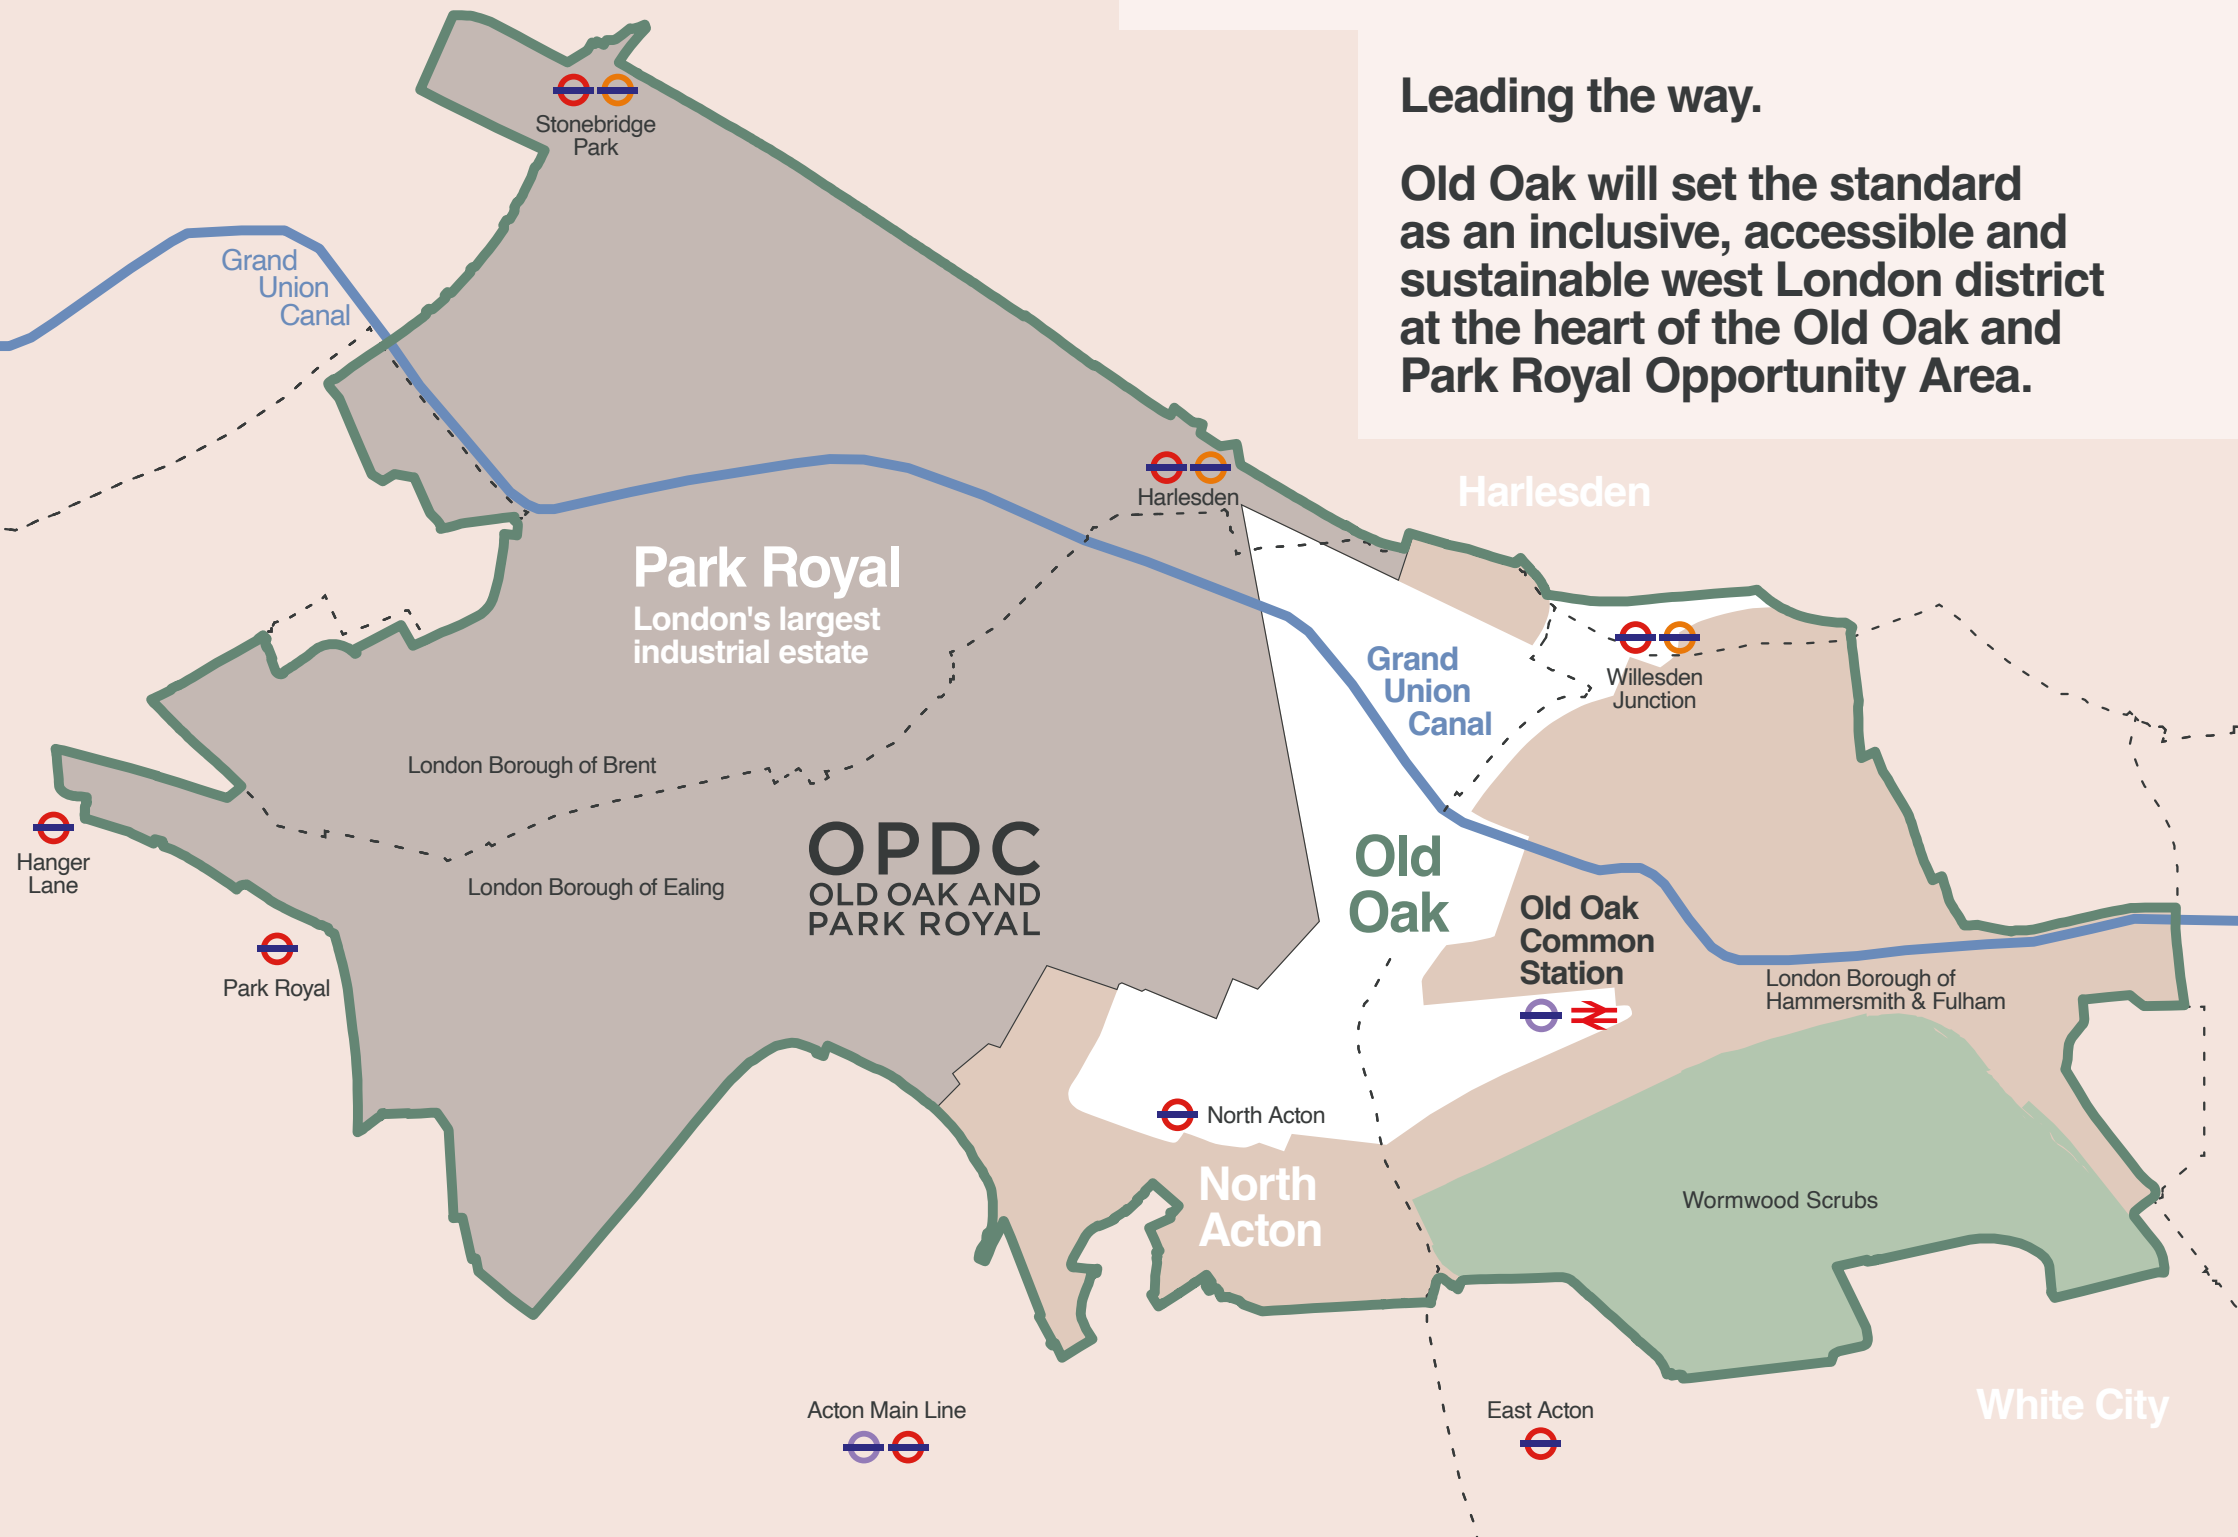 Leading the way.
Old Oak will set the standard
as an inclusive, accessible and
sustainable west London district
at the heart of the Old Oak and
Park Royal Opportunity Area.
Stonebridge
Park
Grand
Union
Canal
Harlesden
Harlesden
Park Royal
London's largest
industrial estate
Grand
Union
Canal
Willesden
Junction
London Borough of Brent
Hanger
Lane
London Borough of Ealing
OPDC
OLD OAK AND
PARK ROYAL
Old
Oak
Old Oak
Common
Station
Park Royal
London Borough of
Hammersmith & Fulham
North Acton
North
Acton
Wormwood Scrubs
Acton Main Line
East Acton
White City